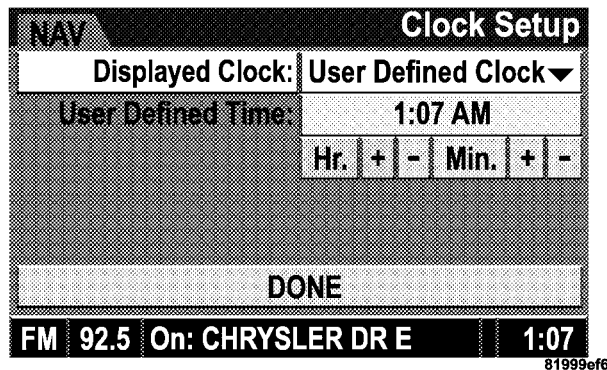 NAV
Clock Setup
Displayed Clock: User Defined Clock
User Defined Time: 1:07 AM
Hr. + - Min. + -
DONE
FM 92.5 On: CHRYSLER DR E 1:07
81999ef6